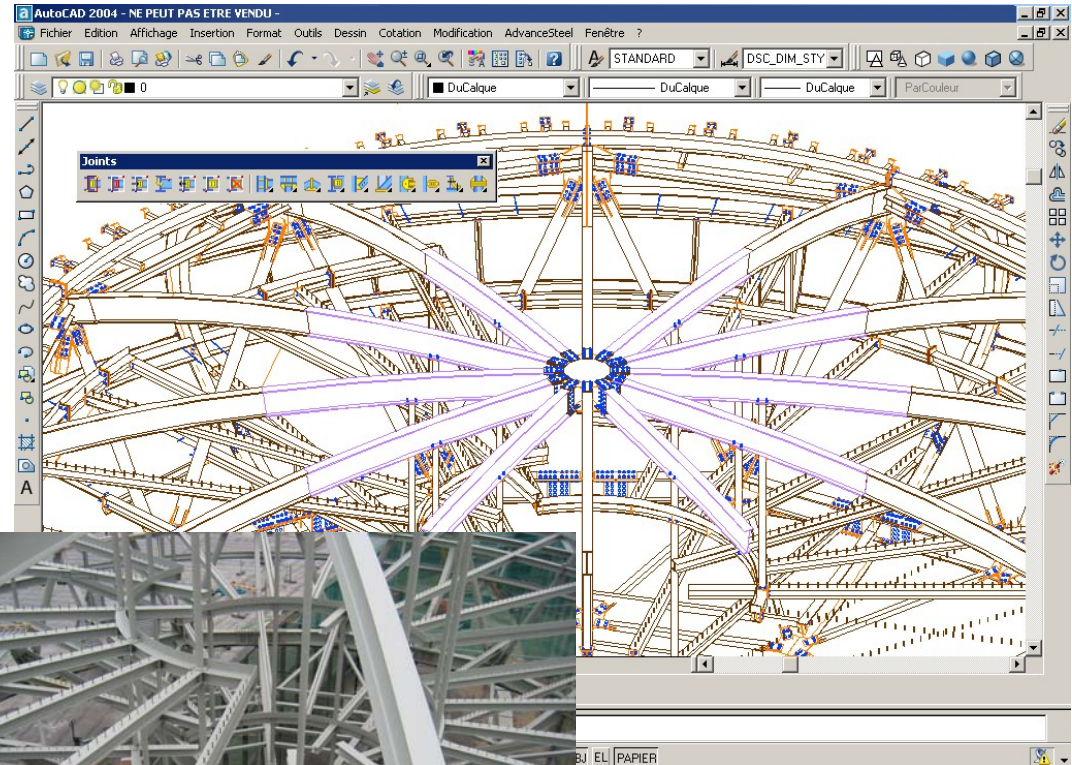 AutoCAD 2004 - NE PEUT PAS ETRE VENDU -
Fichier Edition Affichage Insertion Format Outils Dessin Cotation Modification AdvanceSteel Fenêtre ?
STANDARD DSC_DIM_STY
0 DuCalque DuCalque DuCalque ParCouleur
Joints
A
BJ EL PAPIER